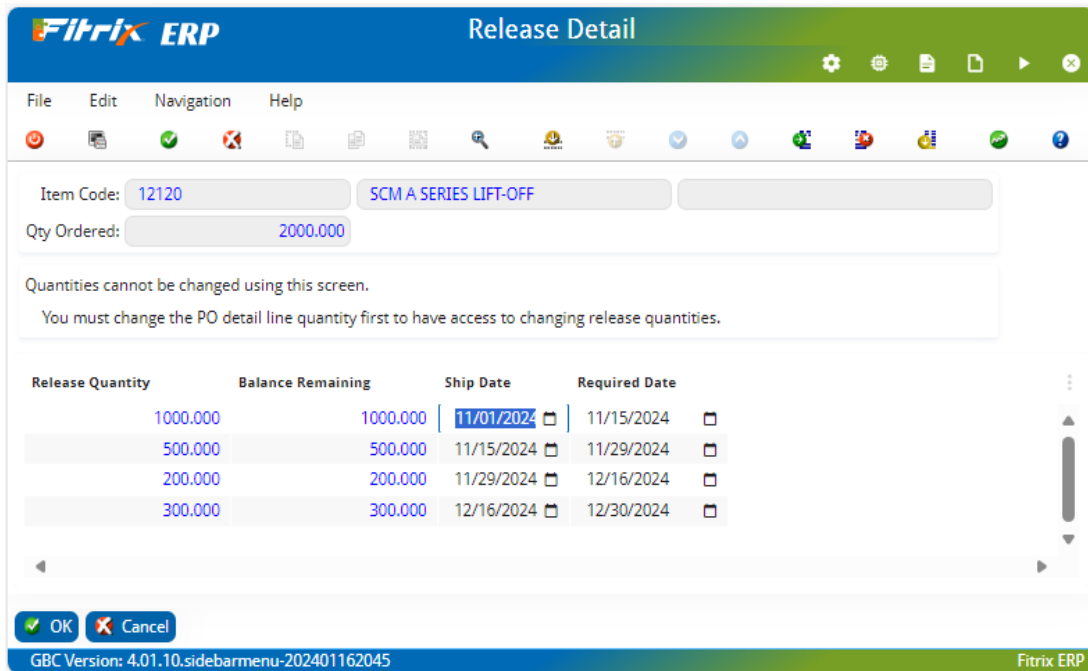 Fitrix ERP
Release Detail
File Edit Navigation Help
Item Code: 12120 SCM A SERIES LIFT-OFF
Qty Ordered: 2000.000
Quantities cannot be changed using this screen.
You must change the PO detail line quantity first to have access to changing release quantities.
Release Quantity Balance Remaining Ship Date Required Date
1000.000 1000.000 11/01/2024 11/15/2024
500.000 500.000 11/15/2024 11/29/2024
200.000 200.000 11/29/2024 12/16/2024
300.000 300.000 12/16/2024 12/30/2024
OK Cancel
GBC Version: 4.01.10.sidebarmenu-202401162045 Fitrix ERP